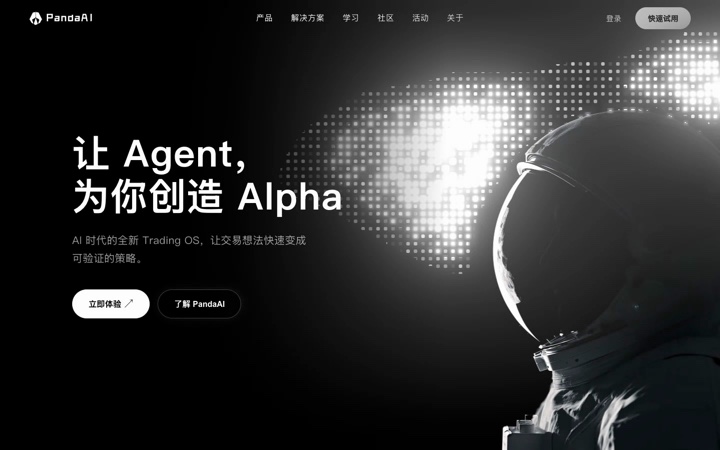 PandaAI
产品
解决方案
学习
社区
活动
关于
登录
快速试用
让 Agent，
为你创造 Alpha
AI 时代的全新 Trading OS，让交易想法快速变成
可验证的策略。
立即体验
了解 PandaAI